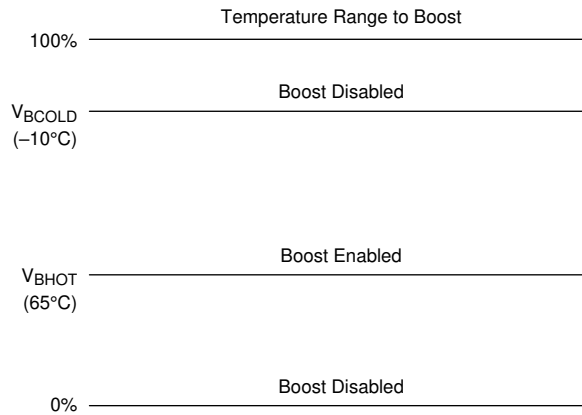 Temperature Range to Boost
100%
Boost Disabled
VBCOLD
(–10°C)
Boost Enabled
VBHOT
(65°C)
Boost Disabled
0%